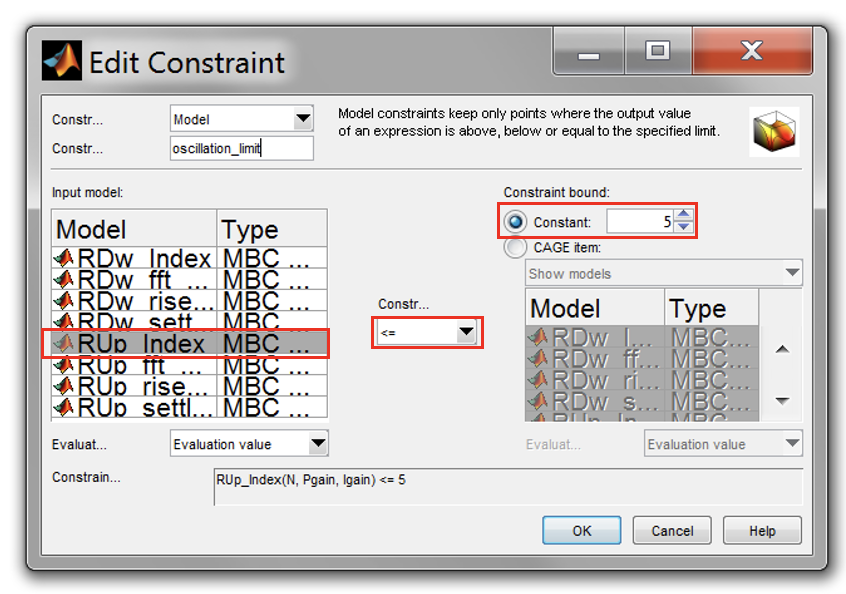 Edit Constraint
Constr...
Model
Model constraints keep only points where the output value
of an expression is above, below or equal to the specified limit.
Constr...
oscillation_limit
Input model:
Constraint bound:
Model Type
Constant: 5
CAGE item:
Show models
RDw_Index MBC ...
RDw_fft_... MBC ...
RDw_rise... MBC ...
RDw_sett... MBC ...
RUp_Index MBC ...
RUp_fft_... MBC ...
RUp_rise... MBC ...
RUp_settl... MBC ...
Constr...
<=
Model Type
RDw_I... MBC...
RDw_ff... MBC...
RDw_ri... MBC...
RDw_s... MBC...
RUp_In... MBC...
Evaluat...
Evaluation value
Evaluat...
Evaluation value
Constrain...
RUp_Index(N, Pgain, Igain) <= 5
OK
Cancel
Help